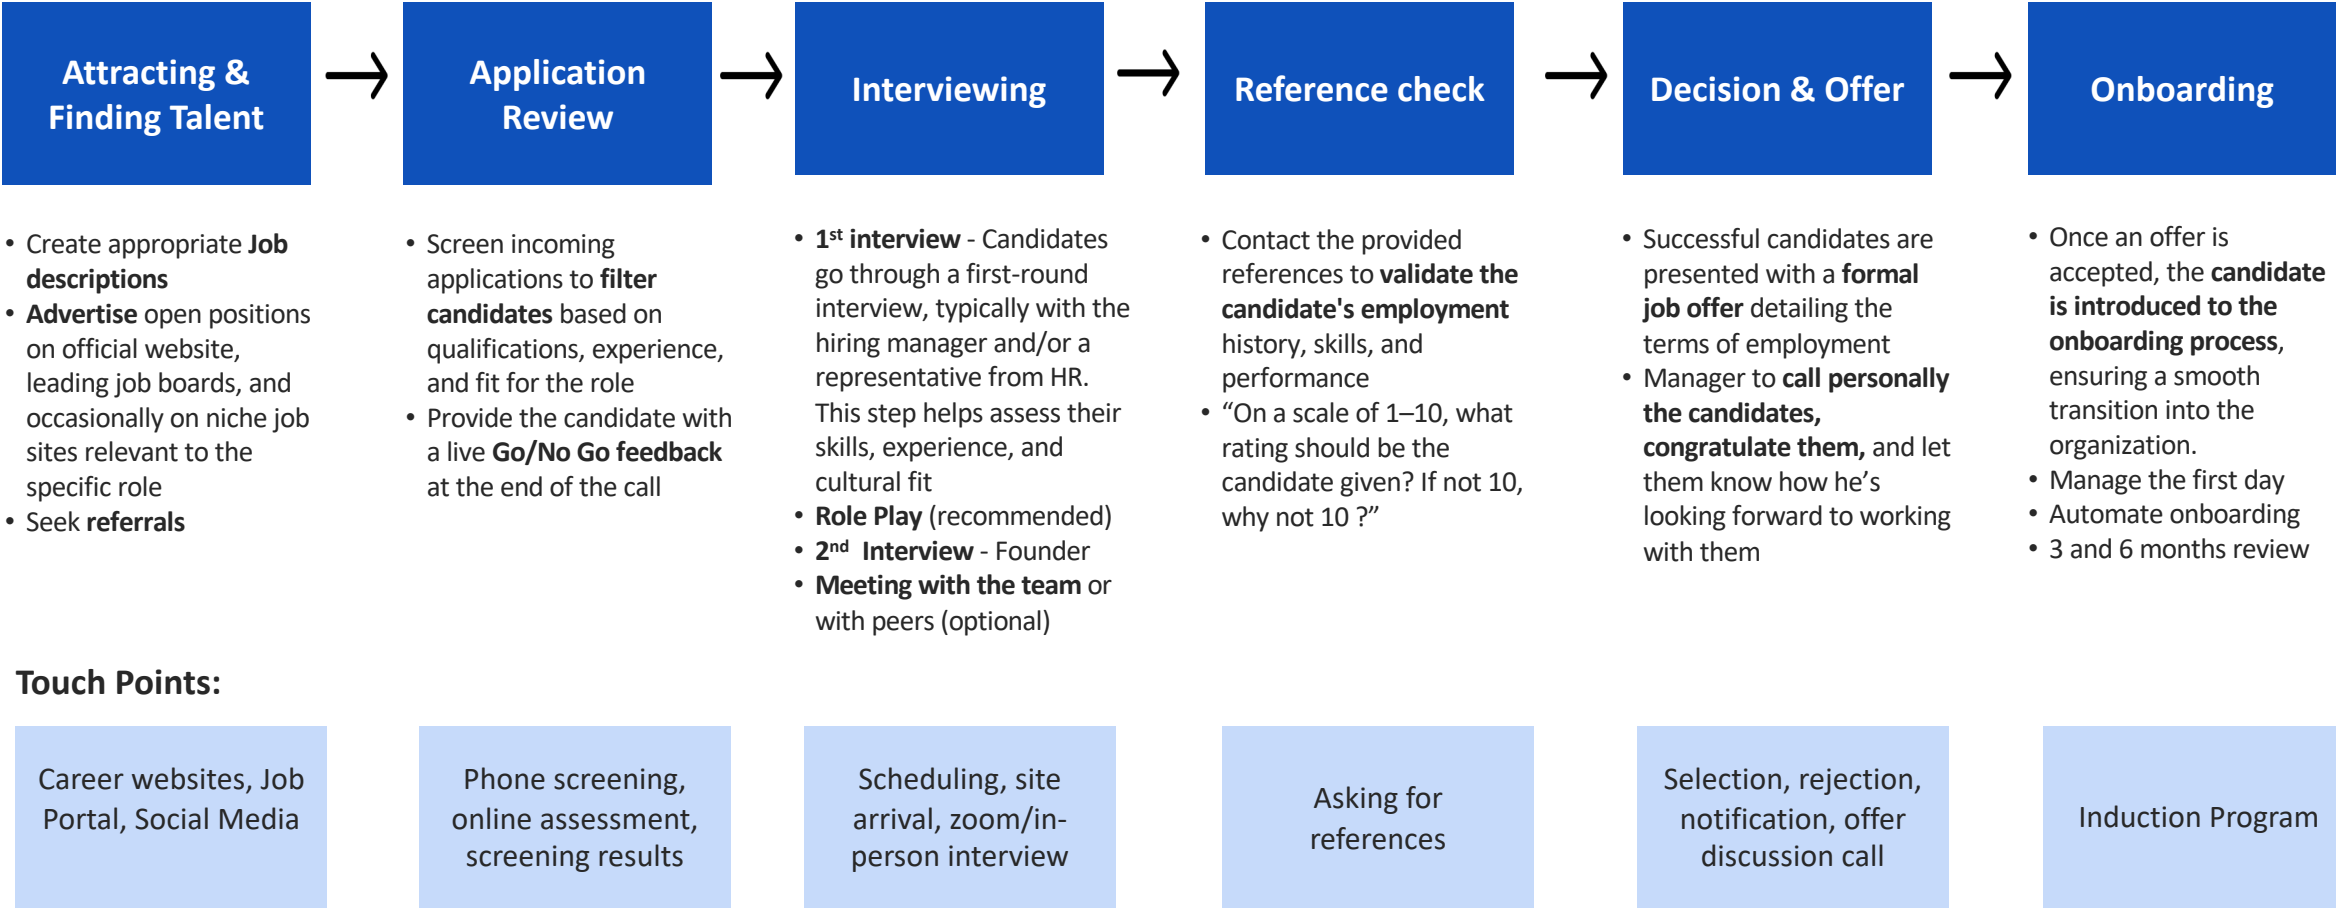 Attracting &
Finding Talent
Application
Review
Interviewing
Reference check
Decision & Offer
Onboarding
• Create appropriate Job
descriptions
• Advertise open positions
on official website,
leading job boards, and
occasionally on niche job
sites relevant to the
specific role
• Seek referrals
• Screen incoming
applications to filter
candidates based on
qualifications, experience,
and fit for the role
• Provide the candidate with
a live Go/No Go feedback
at the end of the call
• 1st interview - Candidates
go through a first-round
interview, typically with the
hiring manager and/or a
representative from HR.
This step helps assess their
skills, experience, and
cultural fit
• Role Play (recommended)
• 2nd Interview - Founder
• Meeting with the team or
with peers (optional)
• Contact the provided
references to validate the
candidate's employment
history, skills, and
performance
• “On a scale of 1–10, what
rating should be the
candidate given? If not 10,
why not 10 ?”
• Successful candidates are
presented with a formal
job offer detailing the
terms of employment
• Manager to call personally
the candidates,
congratulate them, and let
them know how he’s
looking forward to working
with them
• Once an offer is
accepted, the candidate
is introduced to the
onboarding process,
ensuring a smooth
transition into the
organization.
• Manage the first day
• Automate onboarding
• 3 and 6 months review
Touch Points:
Career websites, Job
Portal, Social Media
Phone screening,
online assessment,
screening results
Scheduling, site
arrival, zoom/in-
person interview
Asking for
references
Selection, rejection,
notification, offer
discussion call
Induction Program